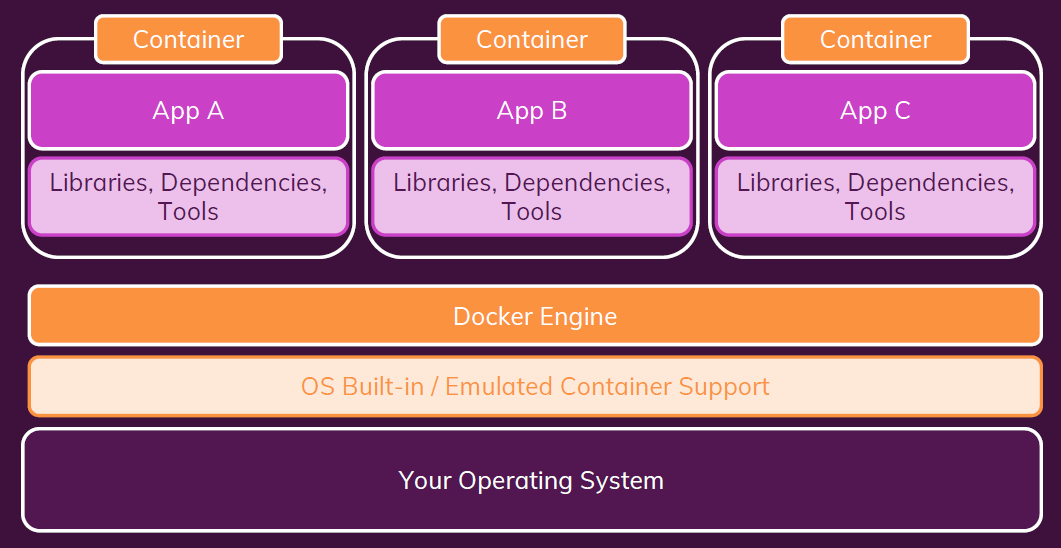 Container
Container
Container
App A
App B
App C
Libraries, Dependencies,
Tools
Libraries, Dependencies,
Tools
Libraries, Dependencies,
Tools
Docker Engine
OS Built-in / Emulated Container Support
Your Operating System